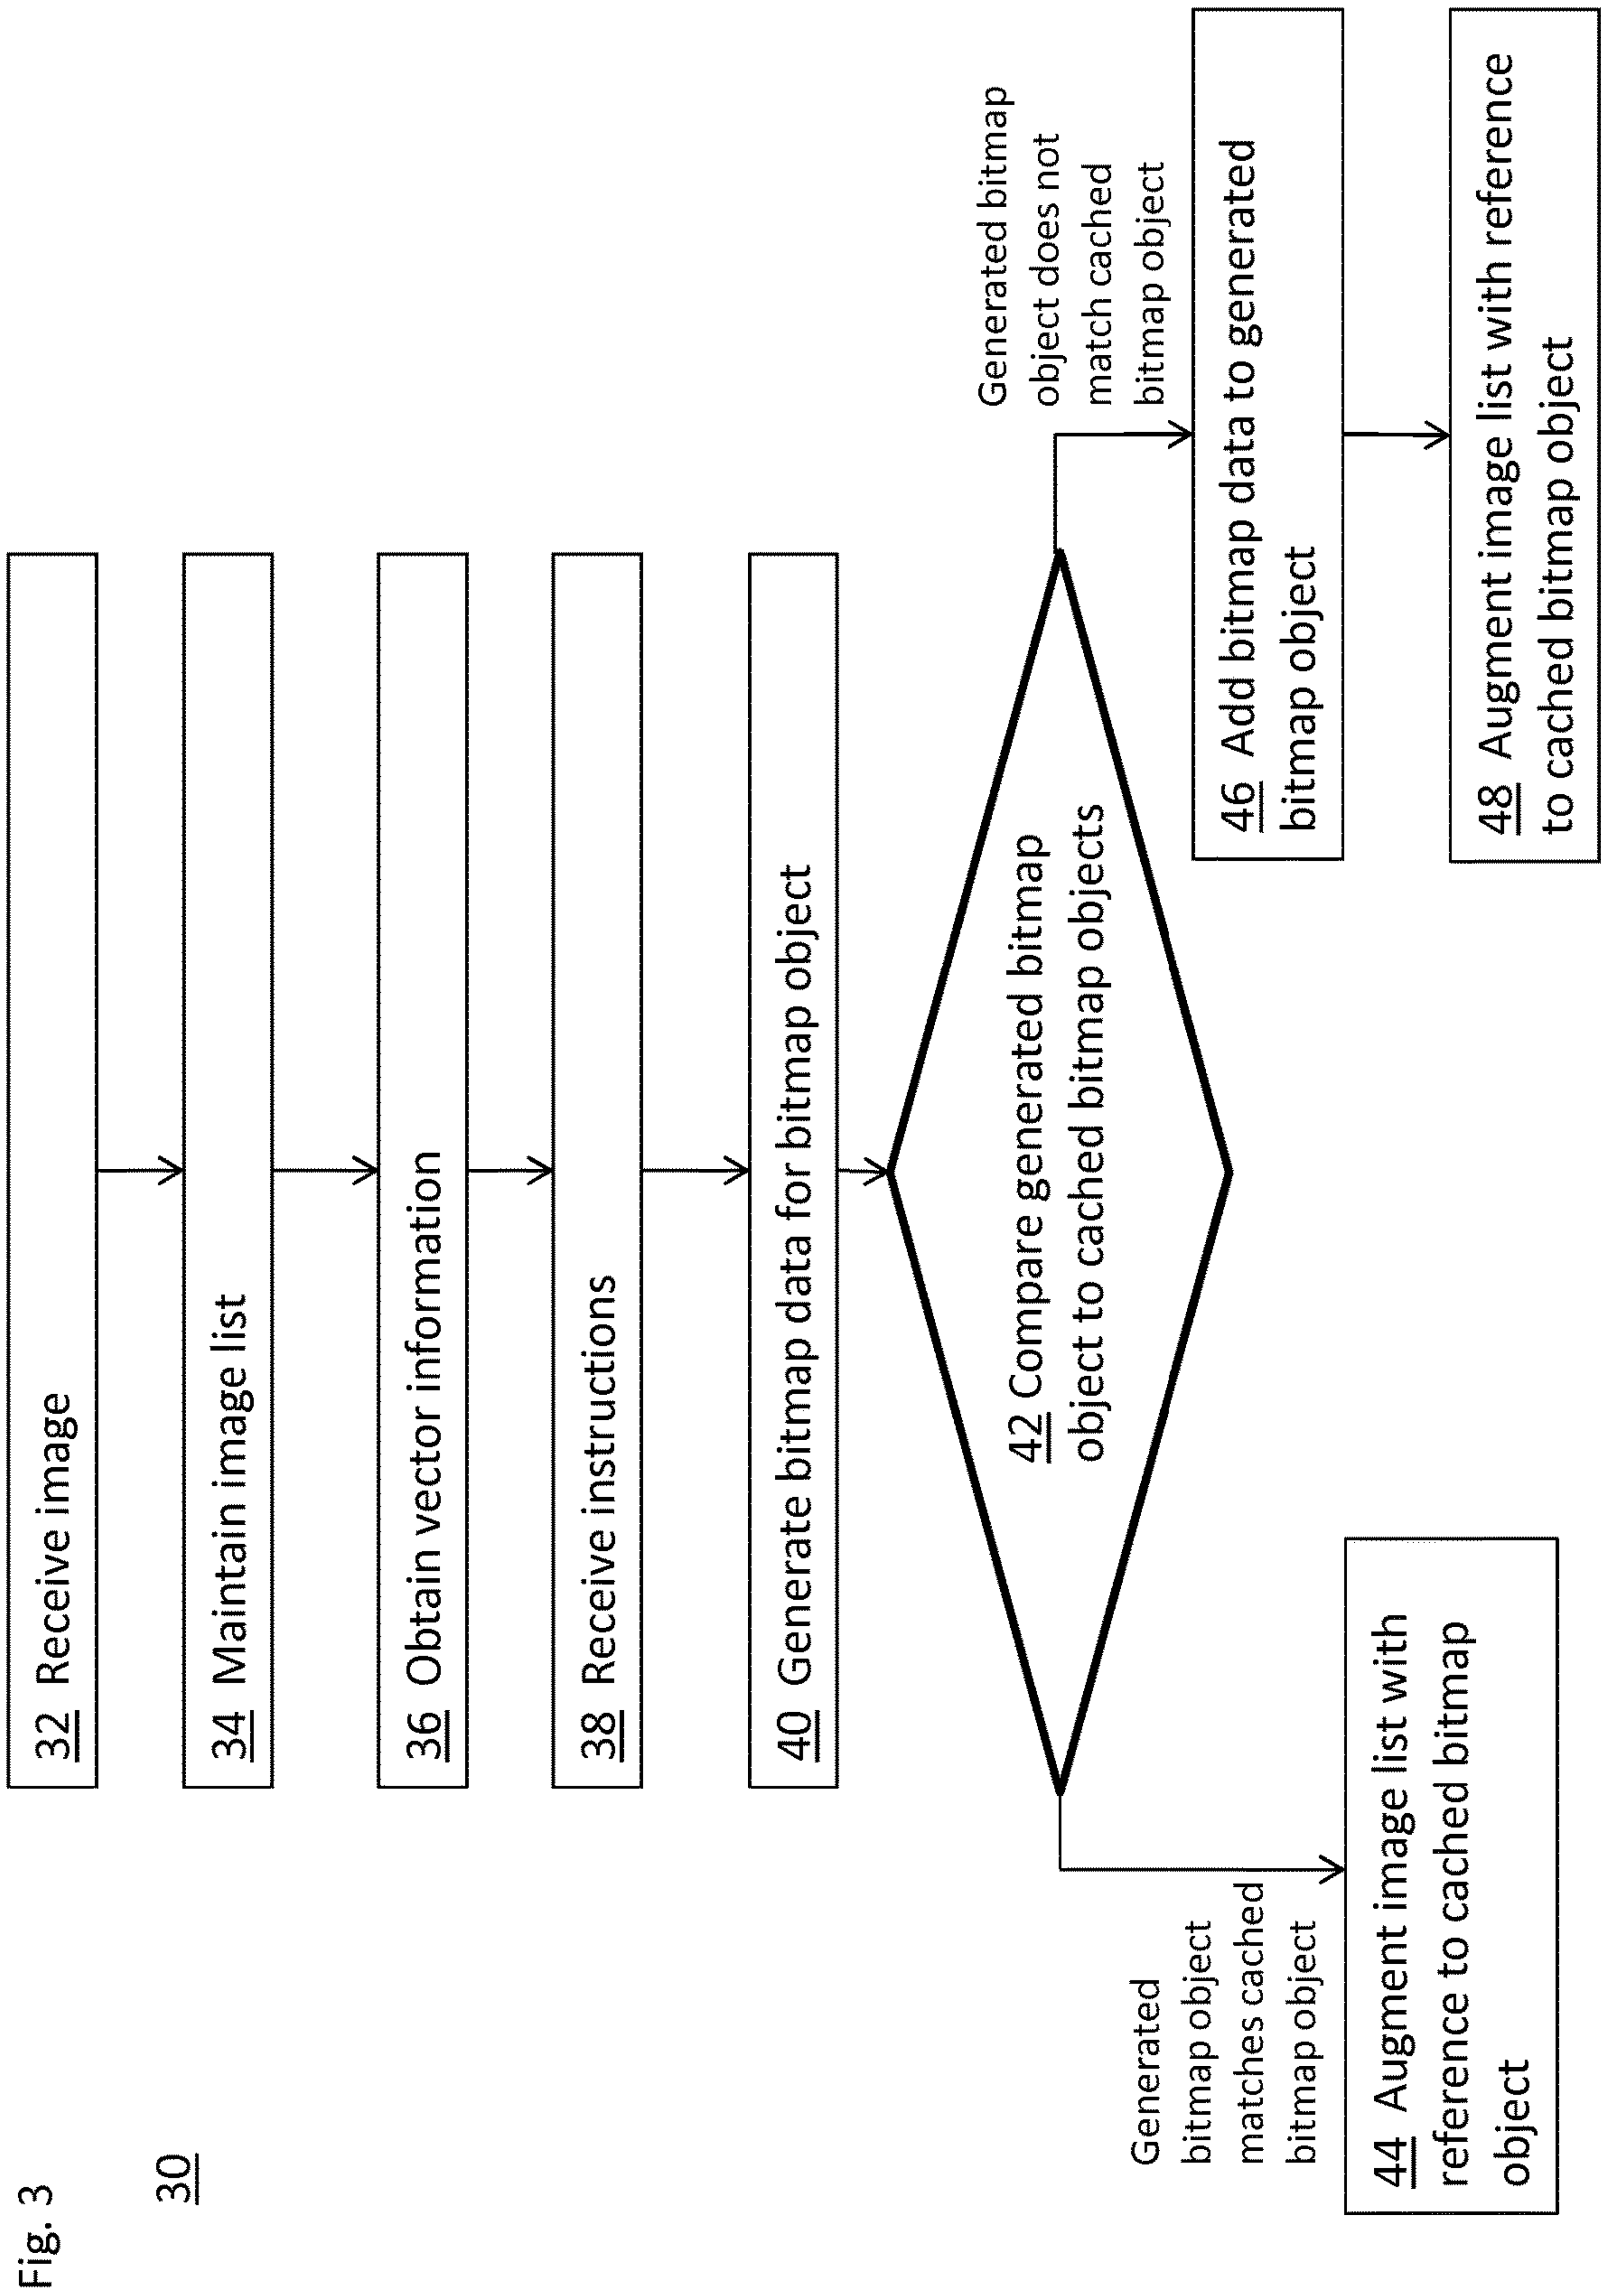 Fig. 3
30
32 Receive image
34 Maintain image list
36 Obtain vector information
38 Receive instructions
40 Generate bitmap data for bitmap object
42 Compare generated bitmap
object to cached bitmap objects
Generated
bitmap object
matches cached
bitmap object
44 Augment image list with
reference to cached bitmap
object
Generated bitmap
object does not
match cached
bitmap object
46 Add bitmap data to generated
bitmap object
48 Augment image list with reference
to cached bitmap object